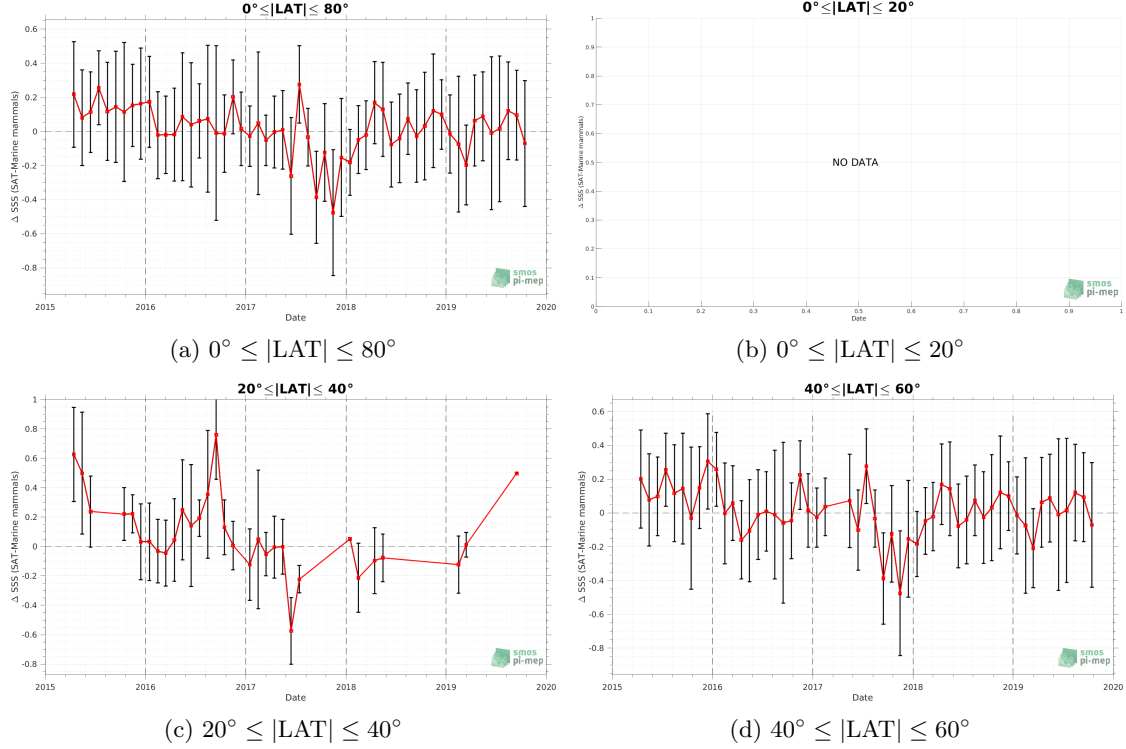 0°≤|LAT|≤ 80°
Δ SSS (SAT-Marine mammals)
0.6
0.4
0.2
0
-0.2
-0.4
-0.6
-0.8
2015 2016 2017 2018 2019 2020
Date
smos
pi-mep
(a) 0° ≤ |LAT| ≤ 80°
0°≤|LAT|≤ 20°
Δ SSS (SAT-Marine mammals)
1
0.9
0.8
0.7
0.6
0.5
0.4
0.3
0.2
0.1
0
NO DATA
0 0.1 0.2 0.3 0.4 0.5 0.6 0.7 0.8 0.9 1
Date
smos
pi-mep
(b) 0° ≤ |LAT| ≤ 20°
20°≤|LAT|≤ 40°
Δ SSS (SAT-Marine mammals)
1
0.8
0.6
0.4
0.2
0
-0.2
-0.4
-0.6
-0.8
2015 2016 2017 2018 2019 2020
Date
smos
pi-mep
(c) 20° ≤ |LAT| ≤ 40°
40°≤|LAT|≤ 60°
Δ SSS (SAT-Marine mammals)
0.6
0.4
0.2
0
-0.2
-0.4
-0.6
-0.8
2015 2016 2017 2018 2019 2020
Date
smos
pi-mep
(d) 40° ≤ |LAT| ≤ 60°